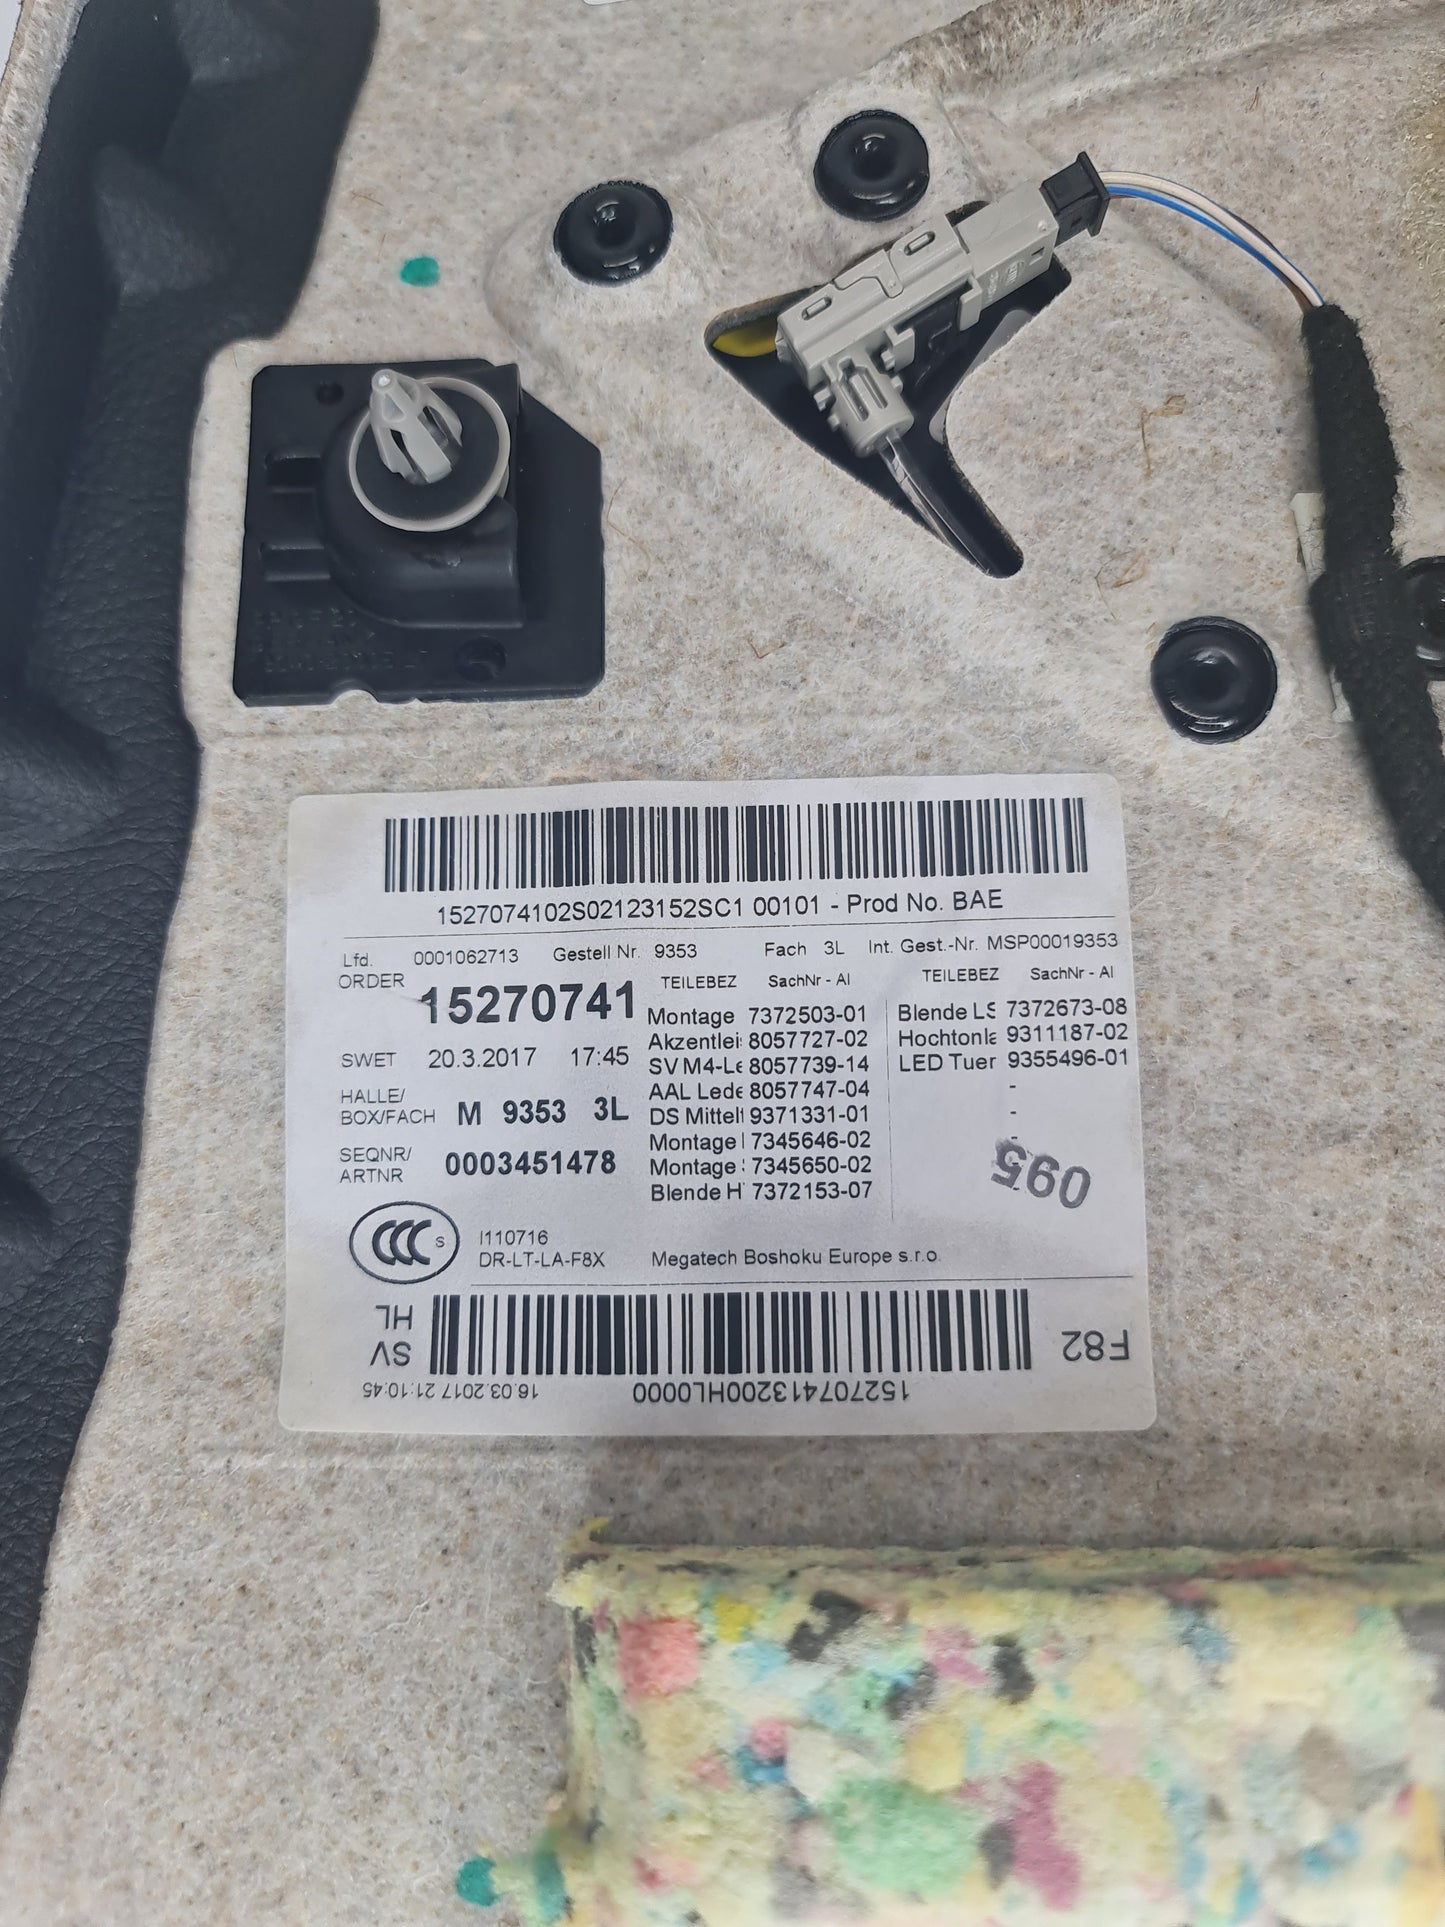 1527074102S02123152SC1 00101 - Prod No. BAE
Lfd. 0001062713 Gestell Nr. 9353 Fach 3L Int. Gest.-Nr. MSP00019353
ORDER 15270741
SWET 20.3.2017 17:45
HALLE/
BOX/FACH M 9353 3L
SEQNR/
ARTNR 0003451478
TEILEBEZ SachNr - AI
Montage 7372503-01
Akzentlei 8057727-02
SV M4-Le 8057739-14
AAL Lede 8057747-04
DS Mittelt 9371331-01
Montage 7345646-02
Montage 7345650-02
Blende H 7372153-07
TEILEBEZ SachNr - AI
Blende LS 7372673-08
Hochtonla 9311187-02
LED Tuer 9355496-01
-
-
-
095
CCC S
I110716
DR-LT-LA-F8X Megatech Boshoku Europe s.r.o.
F82
SV
HL
152707413200HL0000
16.03.2017 21:10:45